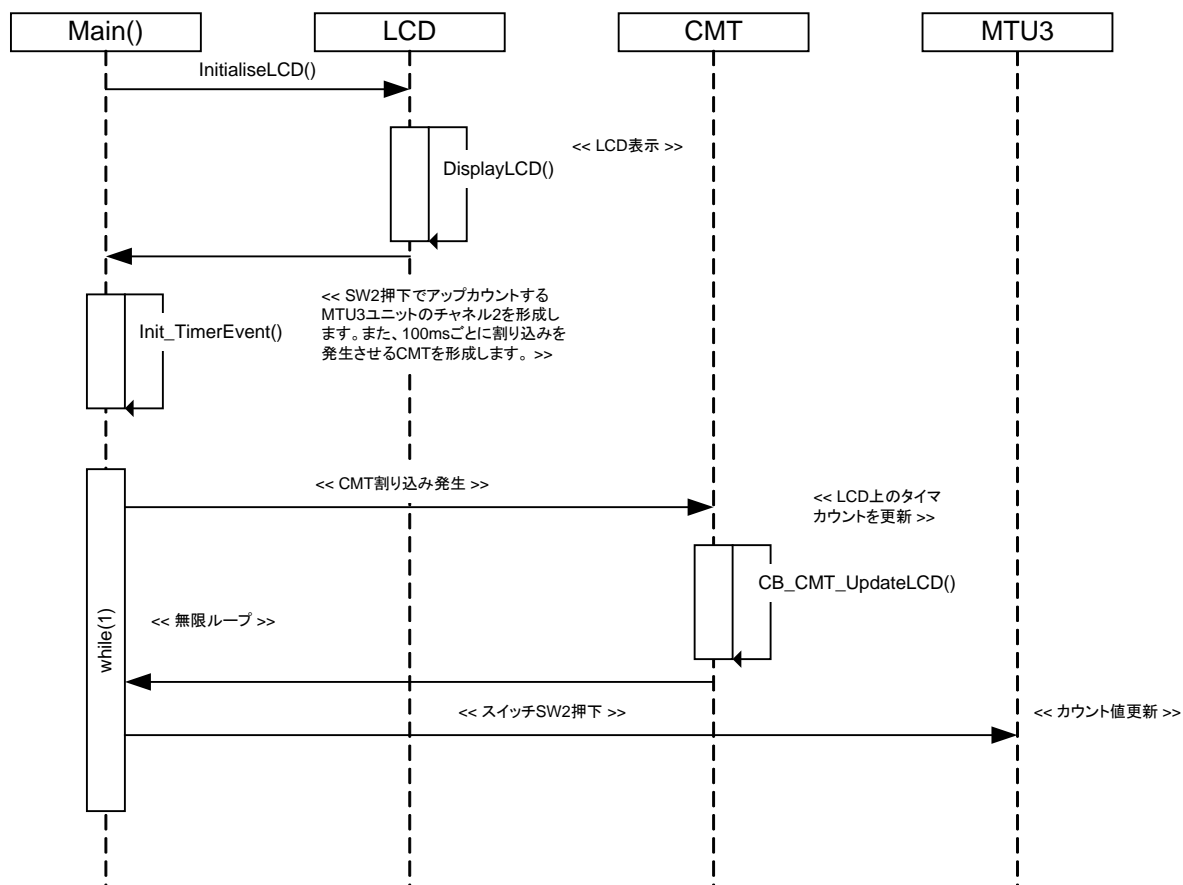 Main()
LCD
CMT
MTU3
InitialiseLCD()
<< LCD表示 >>
DisplayLCD()
<< SW2押下でアップカウントする
MTU3ユニットのチャネル2を形成し
ます。また、100msごとに割り込みを
発生させるCMTを形成します。 >>
Init_TimerEvent()
<< CMT割り込み発生 >>
<< LCD上のタイマ
カウントを更新 >>
CB_CMT_UpdateLCD()
while(1)
<< 無限ループ >>
<< スイッチSW2押下 >>
<< カウント値更新 >>